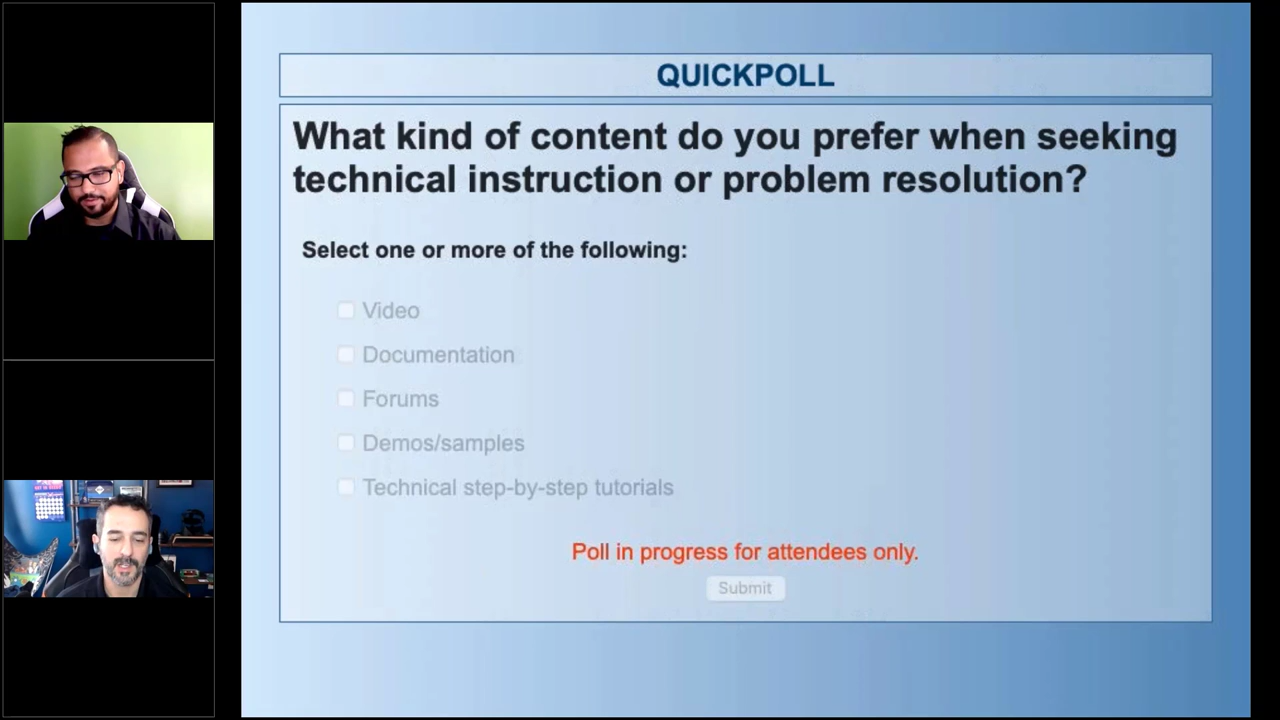 QUICKPOLL
What kind of content do you prefer when seeking
technical instruction or problem resolution?
Select one or more of the following:
Video
Documentation
Forums
Demos/samples
Technical step-by-step tutorials
Poll in progress for attendees only.
Submit